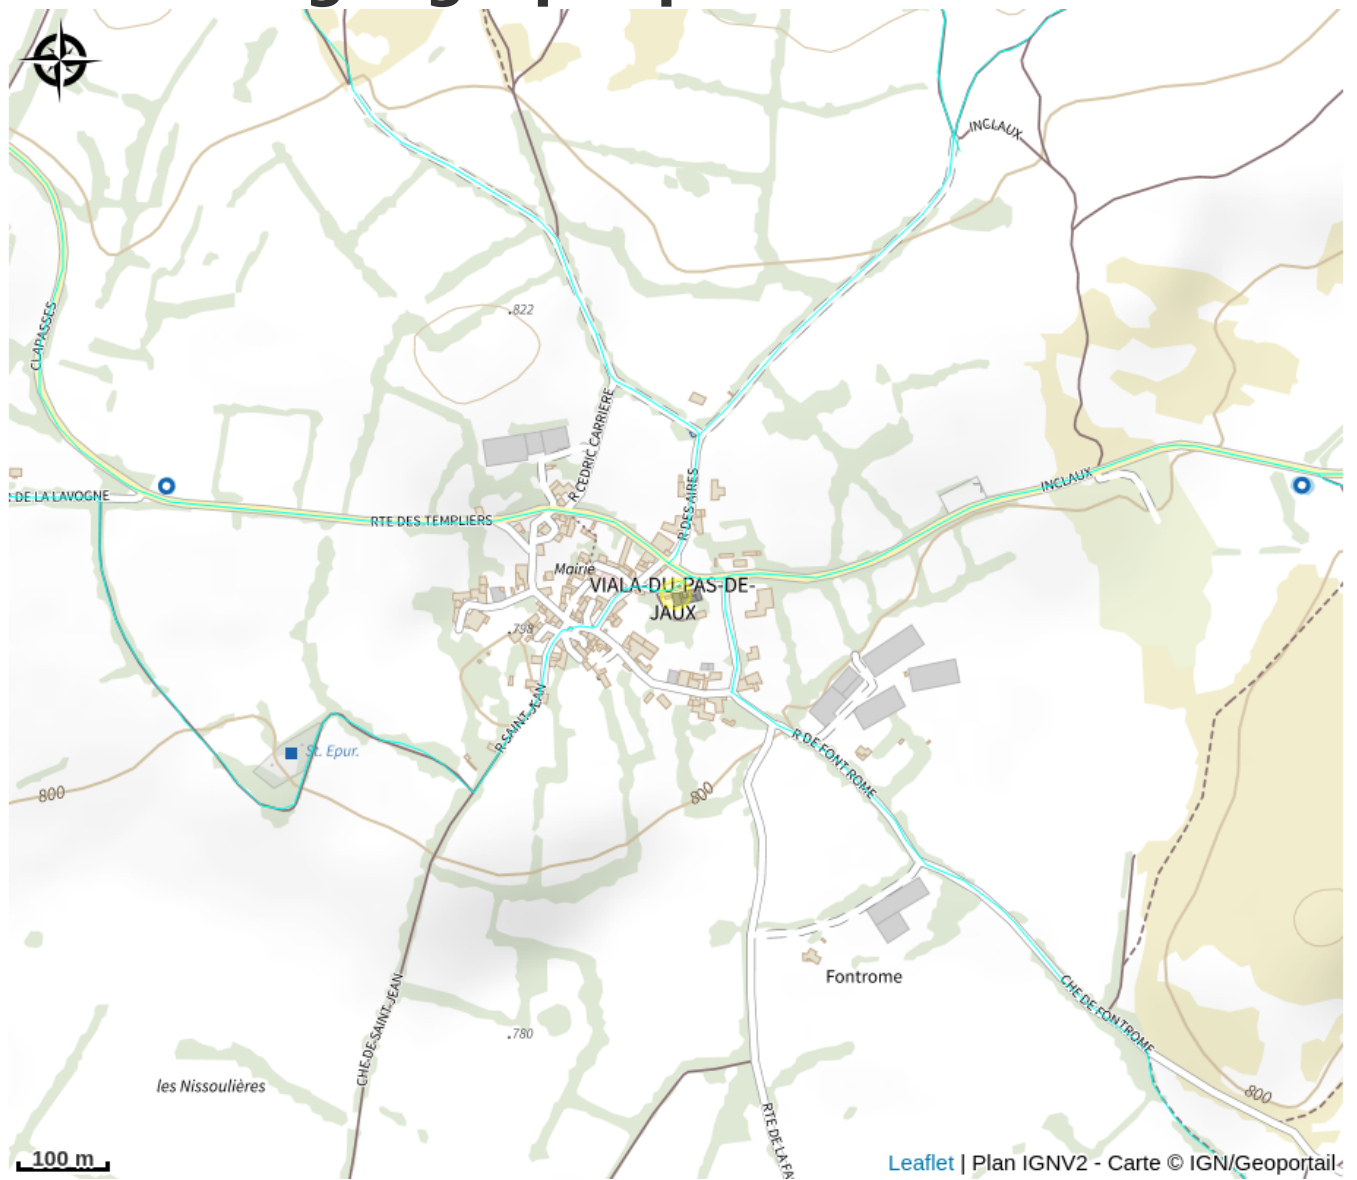 INCLAUX
CLAPASSES
.822
R CEDRIC CARRIERE
R DES AIRES
INCLAUX
DE LA LAVOGNE
RTE DES TEMPLIERS
Mairie
VIALA-DU-PAS-DE-
JAUX
.798
R SAINT-JEAN
St. Epur.
R DE FONT ROME
800
800
Fontrome
CHE DE SAINT-JEAN
CHE DE FONTROME
.780
les Nissoulières
800
RTE DE LA
100 m
Leaflet | Plan IGNV2 - Carte © IGN/Geoportail